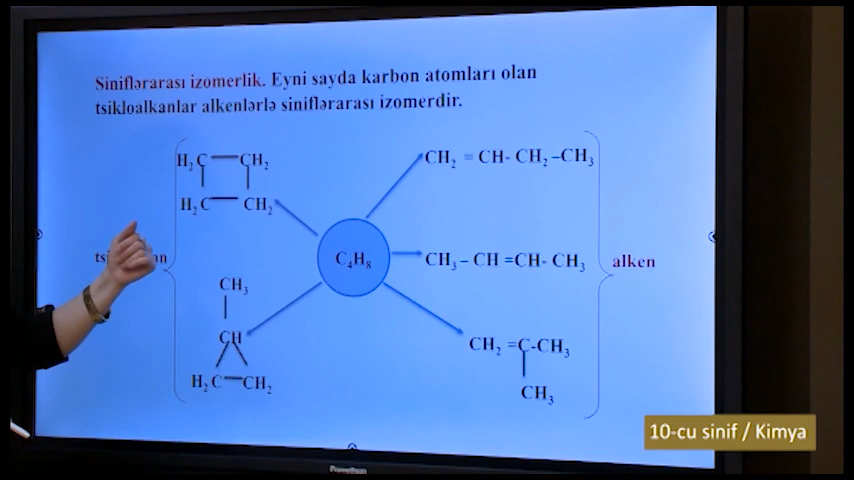 Siniflərarası izomerlik. Eyni sayda karbon atomları olan
tsikloalkanlar alkenlərlə siniflərarası izomerdir.
H₂C — CH₂
H₂C — CH₂
CH₃
CH
H₂C — CH₂
C₄H₈
CH₂ = CH- CH₂ –CH₃
CH₃ – CH =CH- CH₃
CH₂ =C-CH₃
CH₃
alken
10-cu sinif / Kimya
Promethean